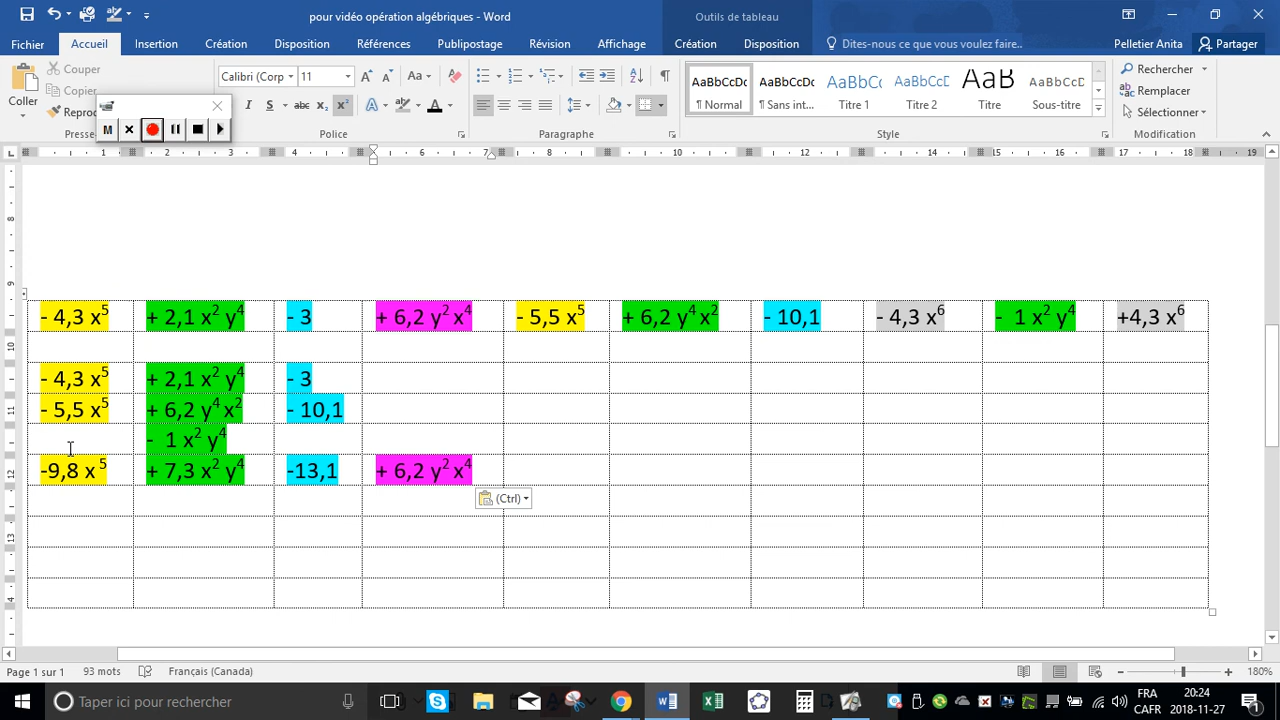 pour vidéo opération algébriques - Word
Outils de tableau
Fichier Accueil Insertion Création Disposition Références Publipostage Révision Affichage Création Disposition Dites-nous ce que vous voulez faire.. Pelletier Anita Partager
Coller
Couper
Copier
Calibri (Corp 11
Police
Paragraphe
AaBbCcDc AaBbCcDc AaBbCc AaBbCcD AaB AaBbCcD
¶ Normal ¶ Sans int... Titre 1 Titre 2 Titre Sous-titre
Style
Rechercher
Remplacer
Sélectionner
Modification
- 4,3 x⁵ + 2,1 x² y⁴ - 3 + 6,2 y² x⁴ - 5,5 x⁵ + 6,2 y⁴ x² - 10,1 - 4,3 x⁶ - 1 x² y⁴ +4,3 x⁶
- 4,3 x⁵ + 2,1 x² y⁴ - 3
- 5,5 x⁵ + 6,2 y⁴ x² - 10,1
- 1 x² y⁴
-9,8 x ⁵ + 7,3 x² y⁴ -13,1 + 6,2 y² x⁴
(Ctrl)
Page 1 sur 1 93 mots Français (Canada) 180%
Taper ici pour rechercher
FRA 20:24
CAFR 2018-11-27